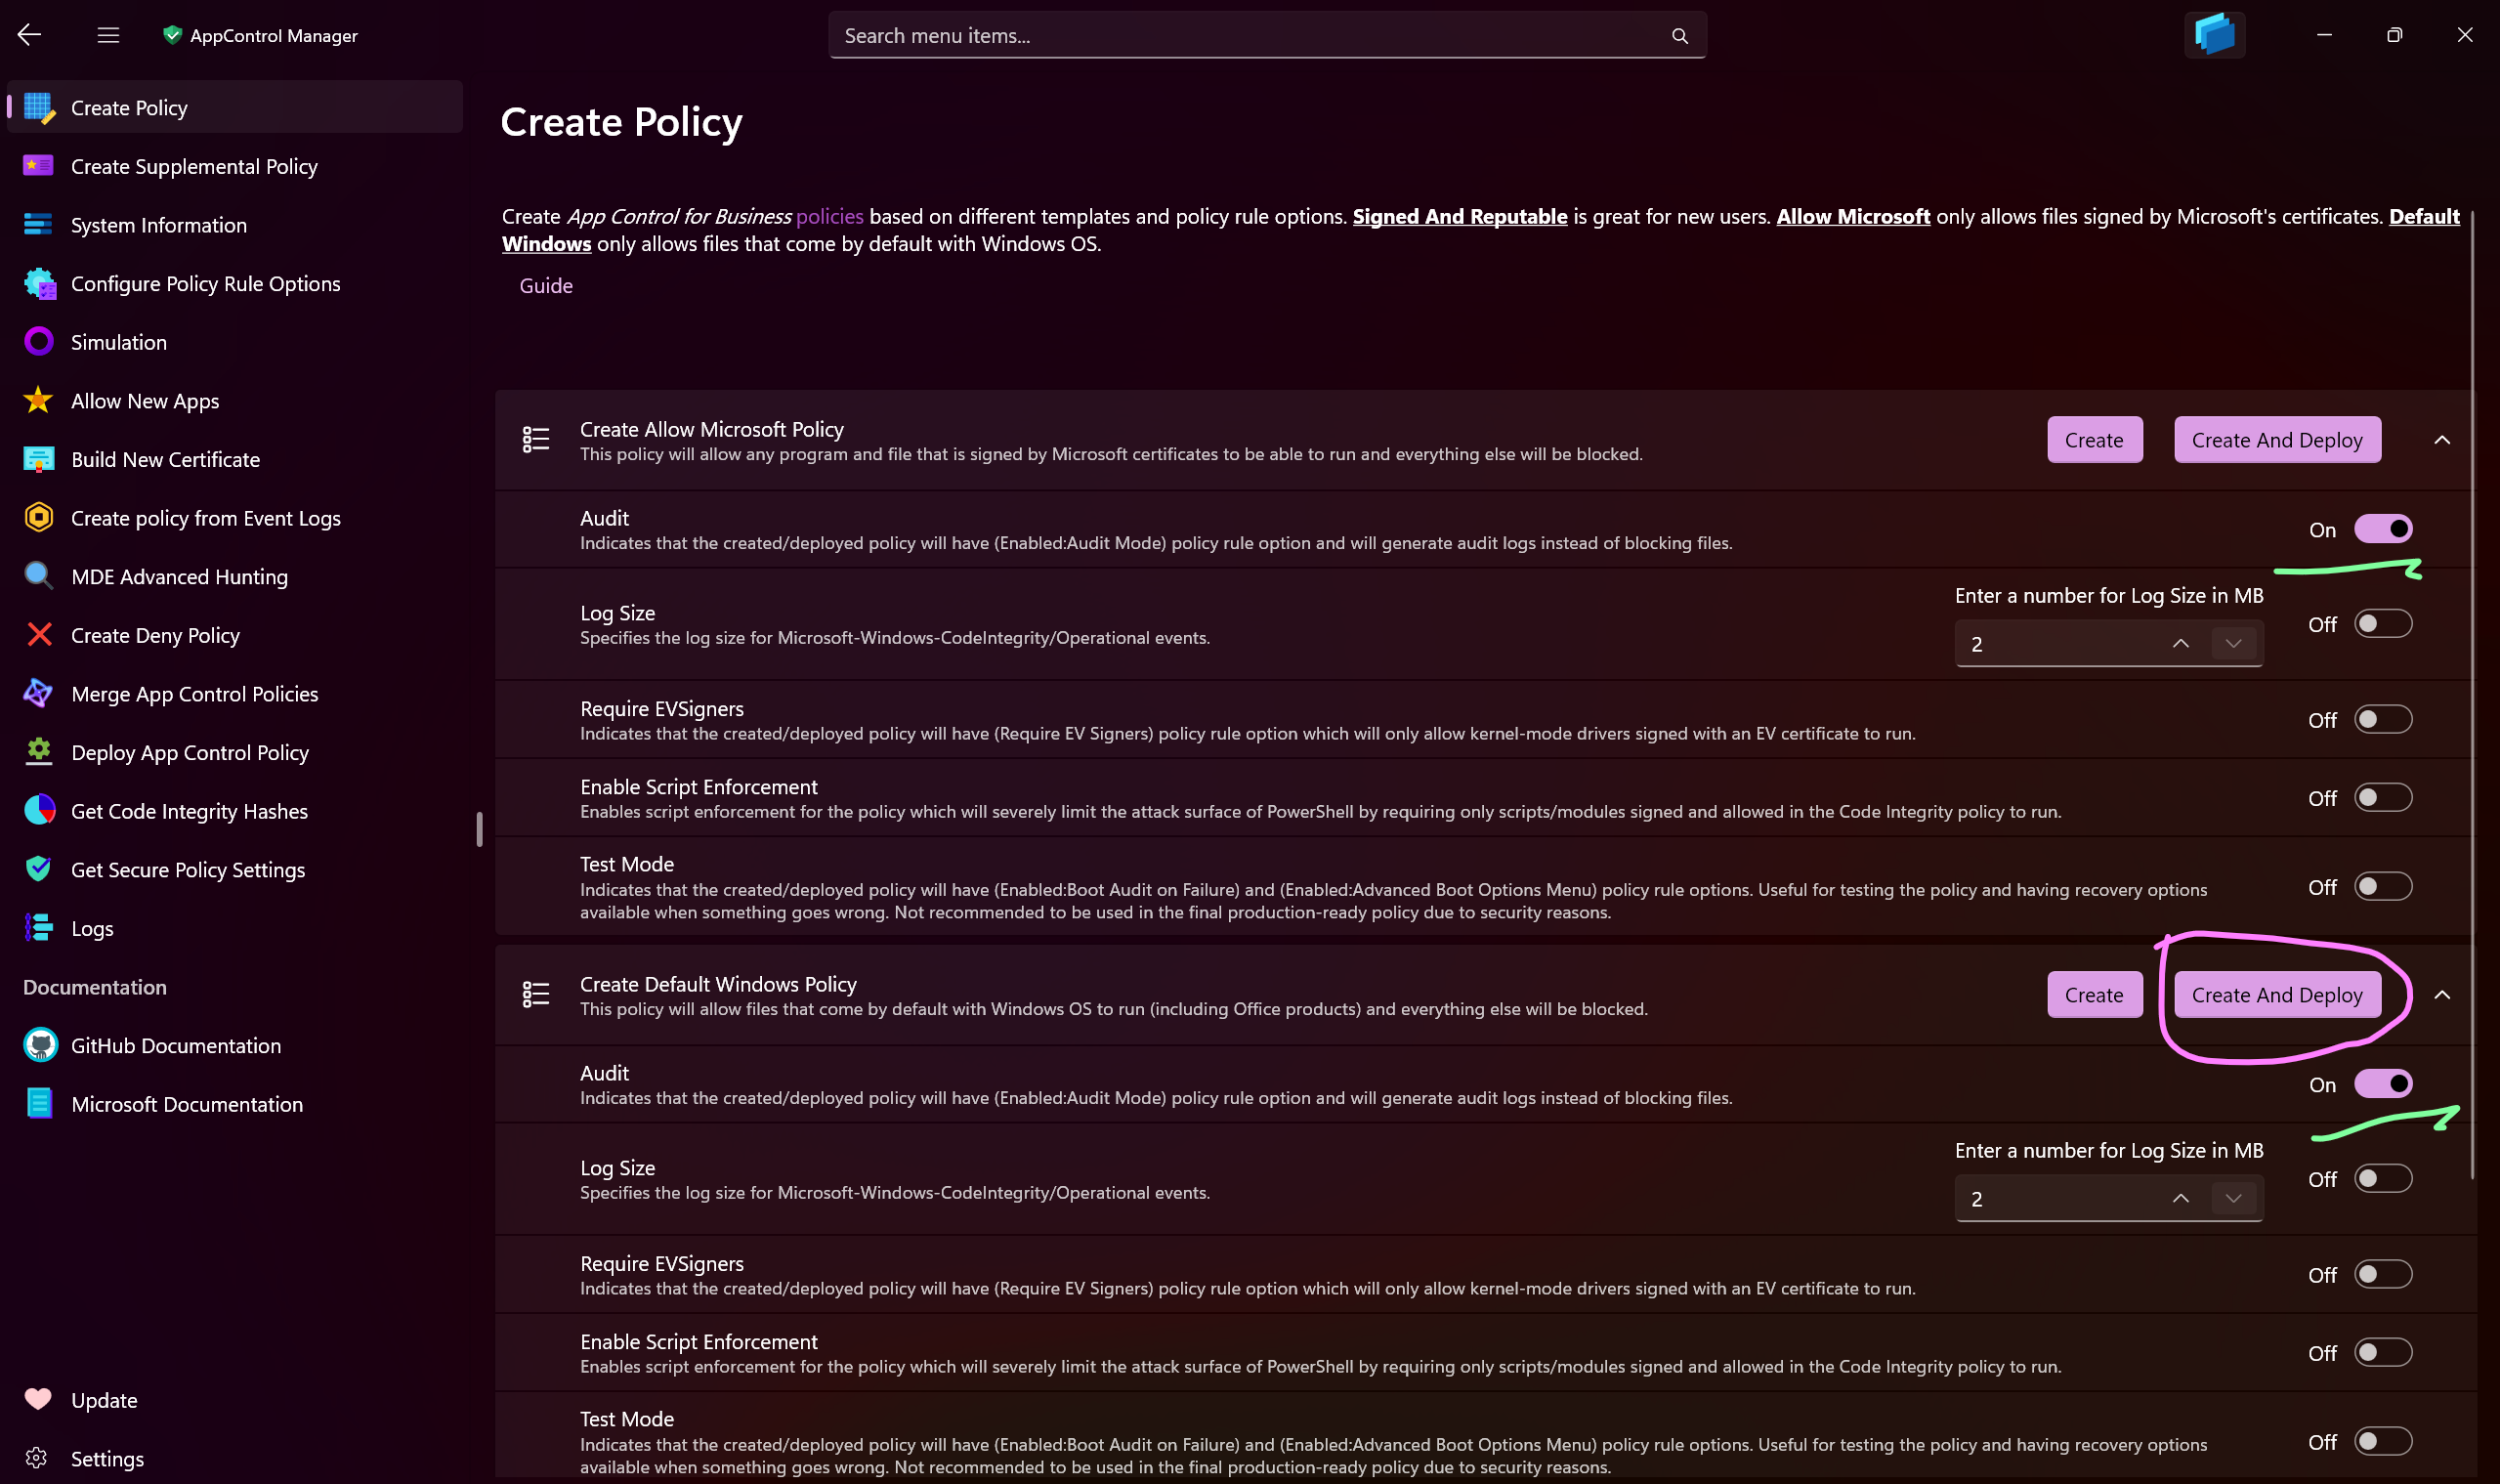 AppControl Manager
Search menu items...
Create Policy
Create Supplemental Policy
System Information
Configure Policy Rule Options
Simulation
Allow New Apps
Build New Certificate
Create policy from Event Logs
MDE Advanced Hunting
Create Deny Policy
Merge App Control Policies
Deploy App Control Policy
Get Code Integrity Hashes
Get Secure Policy Settings
Logs
Documentation
GitHub Documentation
Microsoft Documentation
Update
Settings
Create Policy
Create App Control for Business policies based on different templates and policy rule options. Signed And Reputable is great for new users. Allow Microsoft only allows files signed by Microsoft's certificates. Default
Windows only allows files that come by default with Windows OS.
Guide
Create Allow Microsoft Policy
This policy will allow any program and file that is signed by Microsoft certificates to be able to run and everything else will be blocked.
Create
Create And Deploy
Audit
Indicates that the created/deployed policy will have (Enabled:Audit Mode) policy rule option and will generate audit logs instead of blocking files.
On
Log Size
Specifies the log size for Microsoft-Windows-CodeIntegrity/Operational events.
Enter a number for Log Size in MB
2
Off
Require EVSigners
Indicates that the created/deployed policy will have (Require EV Signers) policy rule option which will only allow kernel-mode drivers signed with an EV certificate to run.
Off
Enable Script Enforcement
Enables script enforcement for the policy which will severely limit the attack surface of PowerShell by requiring only scripts/modules signed and allowed in the Code Integrity policy to run.
Off
Test Mode
Indicates that the created/deployed policy will have (Enabled:Boot Audit on Failure) and (Enabled:Advanced Boot Options Menu) policy rule options. Useful for testing the policy and having recovery options
available when something goes wrong. Not recommended to be used in the final production-ready policy due to security reasons.
Off
Create Default Windows Policy
This policy will allow files that come by default with Windows OS to run (including Office products) and everything else will be blocked.
Create
Create And Deploy
Audit
Indicates that the created/deployed policy will have (Enabled:Audit Mode) policy rule option and will generate audit logs instead of blocking files.
On
Log Size
Specifies the log size for Microsoft-Windows-CodeIntegrity/Operational events.
Enter a number for Log Size in MB
2
Off
Require EVSigners
Indicates that the created/deployed policy will have (Require EV Signers) policy rule option which will only allow kernel-mode drivers signed with an EV certificate to run.
Off
Enable Script Enforcement
Enables script enforcement for the policy which will severely limit the attack surface of PowerShell by requiring only scripts/modules signed and allowed in the Code Integrity policy to run.
Off
Test Mode
Indicates that the created/deployed policy will have (Enabled:Boot Audit on Failure) and (Enabled:Advanced Boot Options Menu) policy rule options. Useful for testing the policy and having recovery options
available when something goes wrong. Not recommended to be used in the final production-ready policy due to security reasons.
Off